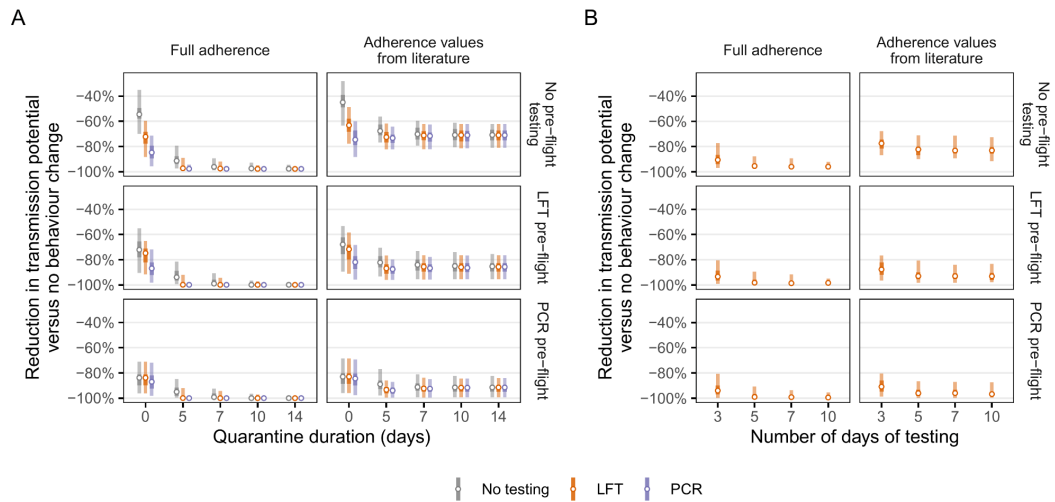 A
Full adherence
Adherence values
from literature
Reduction in transmission potential
versus no behaviour change
−40%
−60%
−80%
−100%
No pre−flight
testing
−40%
−60%
−80%
−100%
LFT pre−flight
−40%
−60%
−80%
−100%
PCR pre−flight
0
5
7
10
14
0
5
7
10
14
Quarantine duration (days)
B
Full adherence
Adherence values
from literature
Reduction in transmission potential
versus no behaviour change
−40%
−60%
−80%
−100%
No pre−flight
testing
−40%
−60%
−80%
−100%
LFT pre−flight
−40%
−60%
−80%
−100%
PCR pre−flight
3
5
7
10
3
5
7
10
Number of days of testing
No testing
LFT
PCR